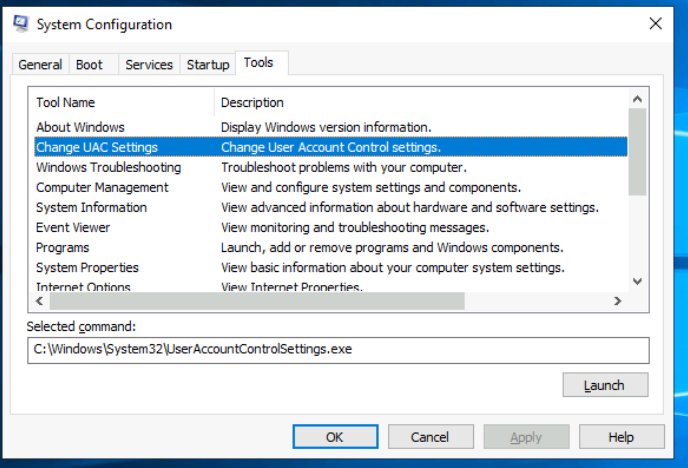 System Configuration
General Boot Services Startup Tools
Tool Name Description
About Windows Display Windows version information.
Change UAC Settings Change User Account Control settings.
Windows Troubleshooting Troubleshoot problems with your computer.
Computer Management View and configure system settings and components.
System Information View advanced information about hardware and software settings.
Event Viewer View monitoring and troubleshooting messages.
Programs Launch, add or remove programs and Windows components.
System Properties View basic information about your computer system settings.
Internet Options View Internet Properties.
Selected command:
C:\Windows\System32\UserAccountControlSettings.exe
Launch
OK Cancel Apply Help